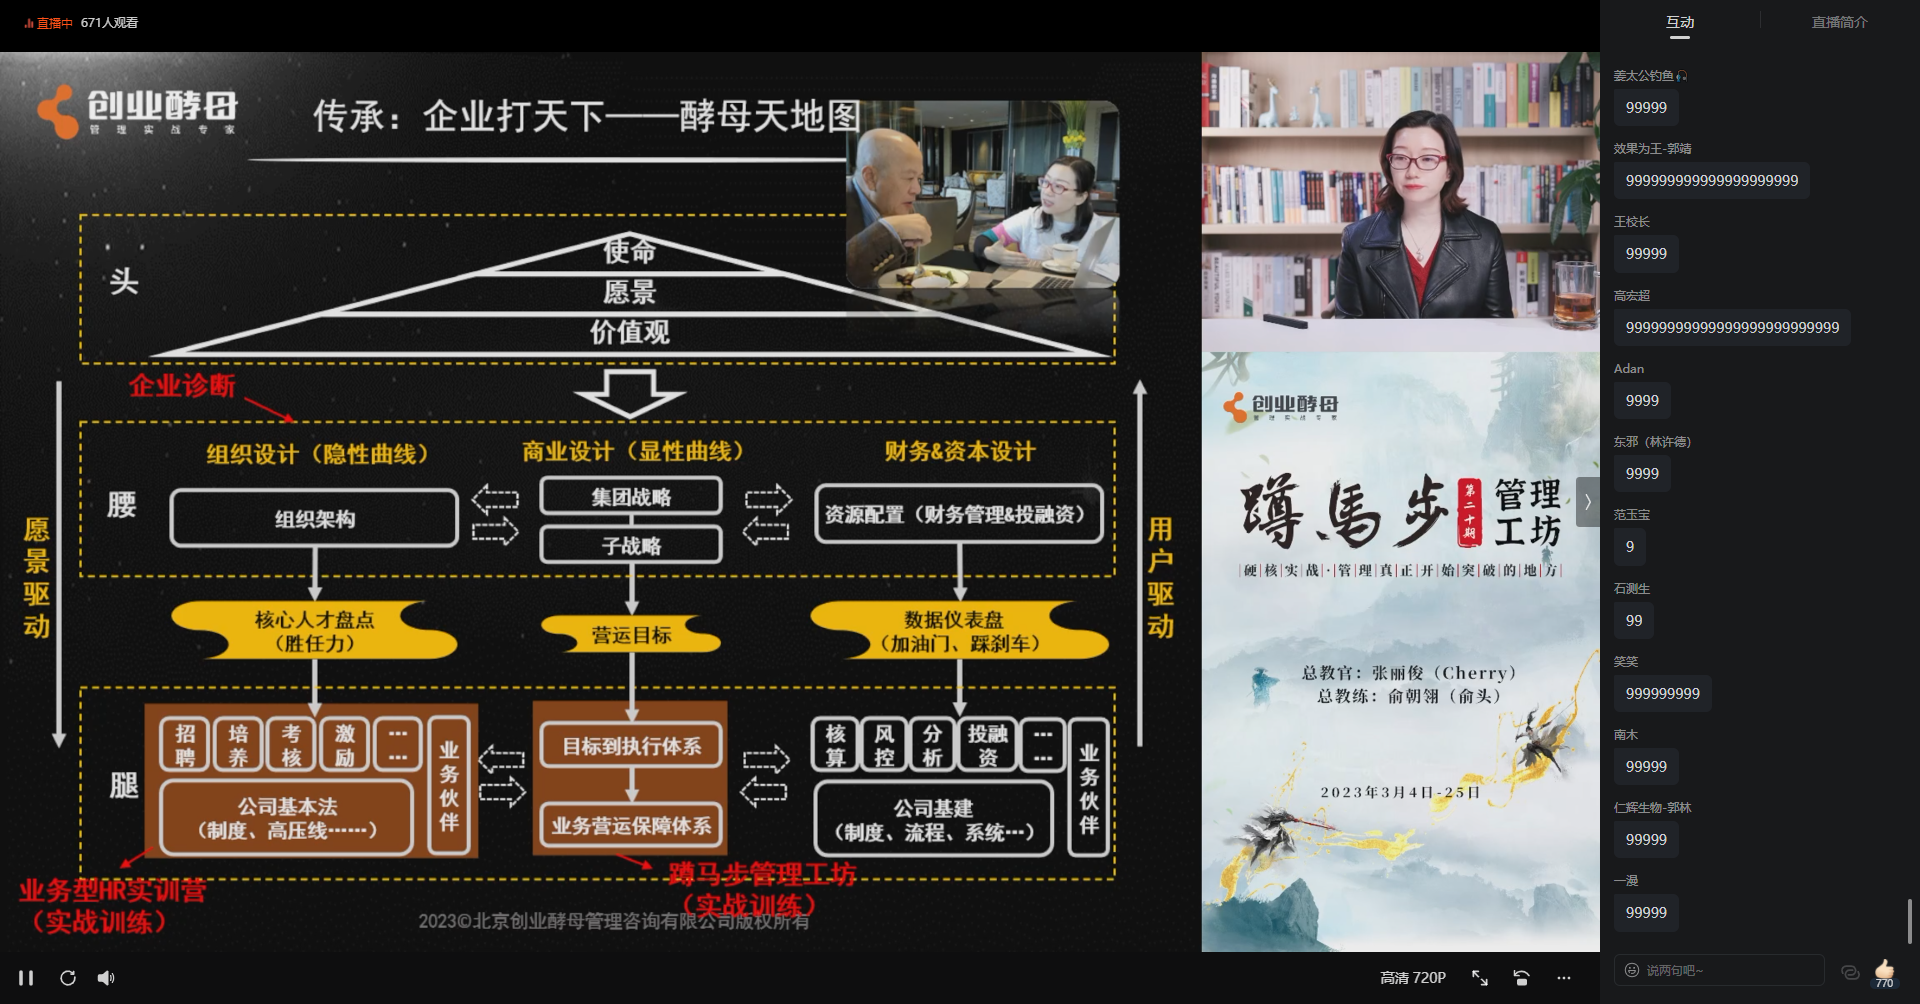 直播中 671人观看
创业酵母
管理实战专家
传承：企业打天下——酵母天地图
头
使命
愿景
价值观
企业诊断
愿景驱动
用户驱动
腰
组织设计（隐性曲线）
商业设计（显性曲线）
财务&资本设计
组织架构
集团战略
子战略
资源配置（财务管理&投融资）
核心人才盘点
（胜任力）
营运目标
数据仪表盘
（加油门、踩刹车）
腿
招聘
培养
考核
激励
......
业务伙伴
公司基本法
（制度、高压线……）
目标到执行体系
业务营运保障体系
核算
风控
分析
投融资
......
业务伙伴
公司基建
（制度、流程、系统…）
业务型HR实训营
（实战训练）
蹲马步管理工坊
（实战训练）
2023©北京创业酵母管理咨询有限公司版权所有
创业酵母
管理实战专家
蹲馬步
第二十期
管理
工坊
硬核实战·管理真正开始突破的地方
总教官：张丽俊（Cherry）
总教练：俞朝翎（俞头）
2023年3月4日-25日
高清 720P
互动
直播简介
姜太公钓鱼
99999
效果为王-郭靖
999999999999999999999
王校长
99999
高宏超
99999999999999999999999999
Adan
9999
东邪（林许德）
9999
范玉宝
9
石测生
99
笑笑
999999999
南木
99999
仁辉生物-郭林
99999
一漫
99999
说两句吧~
770